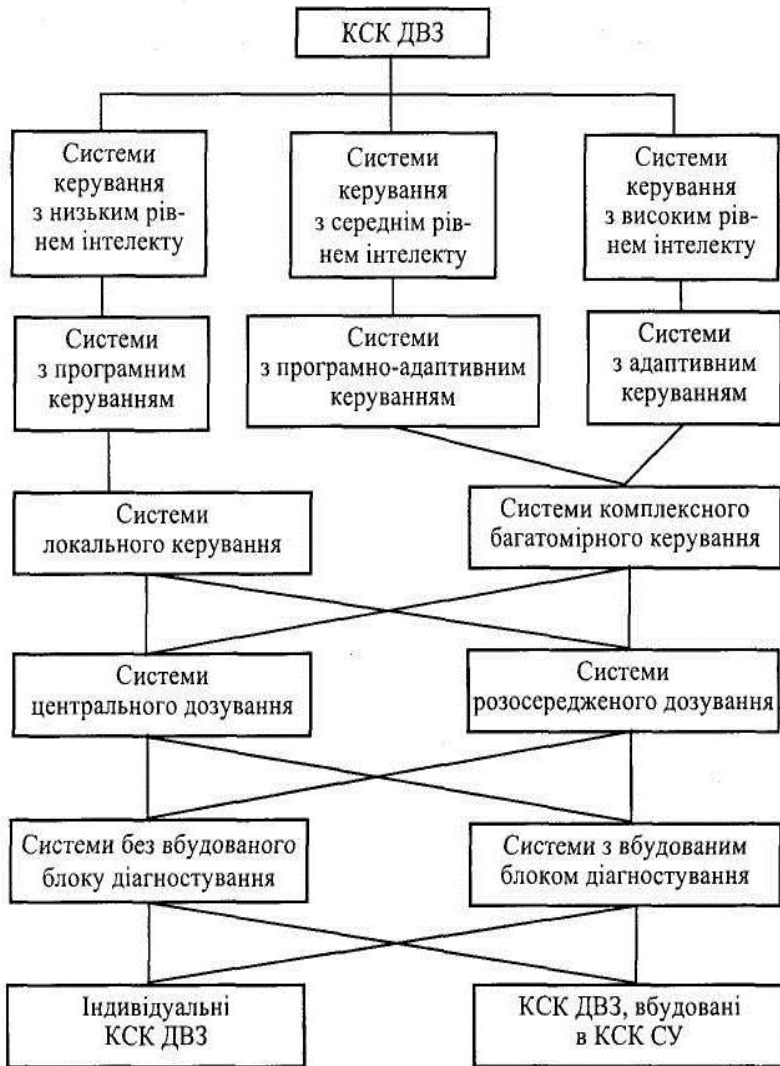 КСК ДВЗ
Системи
керування
з низьким рів-
нем інтелекту
Системи
керування
з середнім рів-
нем інтелекту
Системи
керування
з високим рів-
нем інтелекту
Системи
з програмним
керуванням
Системи
з програмно-адаптивним
керуванням
Системи
з адаптивним
керуванням
Системи
локального керування
Системи комплексного
багатомірного керування
Системи
центрального дозування
Системи
розосередженого дозування
Системи без вбудованого
блоку діагностування
Системи з вбудованим
блоком діагностування
Індивідуальні
КСК ДВЗ
КСК ДВЗ, вбудовані
в КСК СУ